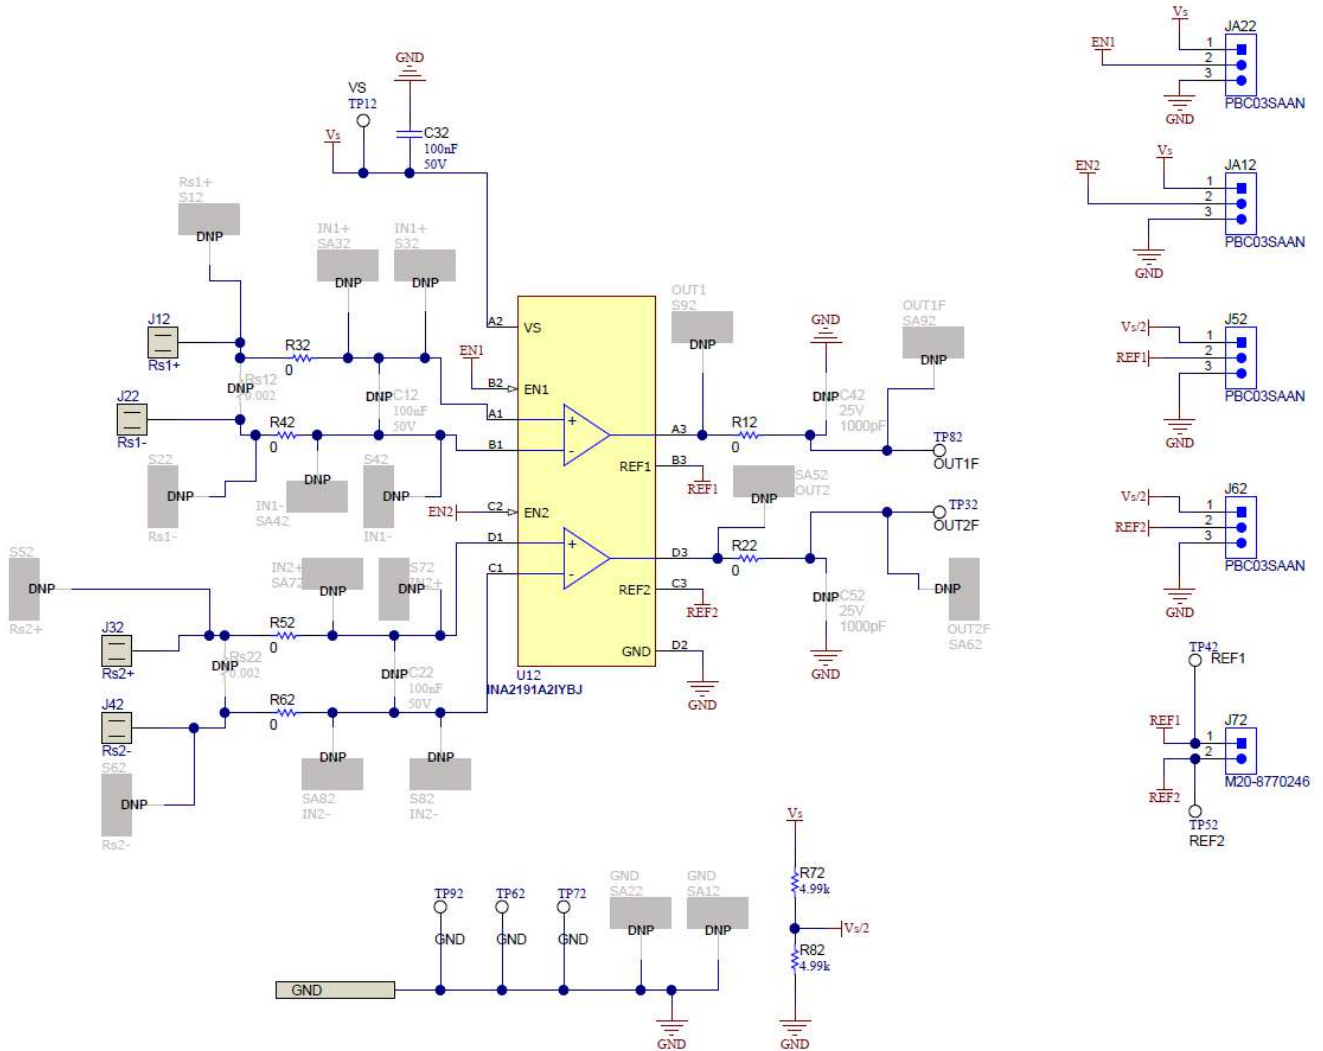 GND
VS
TP12
Vs
C32
100nF
50V
Rs1+
S12
DNP
IN1+
SA32
DNP
IN1+
S32
DNP
J12
Rs1+
R32
0
DNP
Rs12
0.002
DNP
C12
100nF
50V
J22
Rs1-
R42
0
S22
DNP
Rs1-
DNP
IN1-
SA42
S42
DNP
IN1-
A2
VS
EN1
B2
EN1
A1
+
B1
-
EN2
C2
EN2
D1
+
C1
-
A3
B3
REF1
REF1
D3
C3
REF2
REF2
D2
GND
GND
U12
INA2191A2IYBJ
OUT1
S92
DNP
R12
0
GND
DNP
C42
25V
1000pF
OUT1F
SA92
DNP
TP82
OUT1F
SA52
OUT2
DNP
R22
0
TP32
OUT2F
DNP
C52
25V
1000pF
GND
DNP
OUT2F
SA62
S52
DNP
Rs2+
J32
Rs2+
R52
0
IN2+
SA72
DNP
S72
IN2+
DNP
DNP
Rs22
0.002
DNP
C22
100nF
50V
J42
Rs2-
R62
0
S62
DNP
Rs2-
DNP
SA82
IN2-
DNP
S82
IN2-
TP92
GND
TP62
GND
TP72
GND
GND
SA22
DNP
GND
SA12
DNP
GND
GND
Vs
R72
4.99k
Vs/2
R82
4.99k
GND
Vs
JA22
EN1
1
2
3
GND
PBC03SAAN
Vs
JA12
EN2
1
2
3
GND
PBC03SAAN
J52
Vs/2
REF1
1
2
3
GND
PBC03SAAN
J62
Vs/2
REF2
1
2
3
GND
PBC03SAAN
TP42
REF1
REF1
J72
1
2
REF2
M20-8770246
TP52
REF2